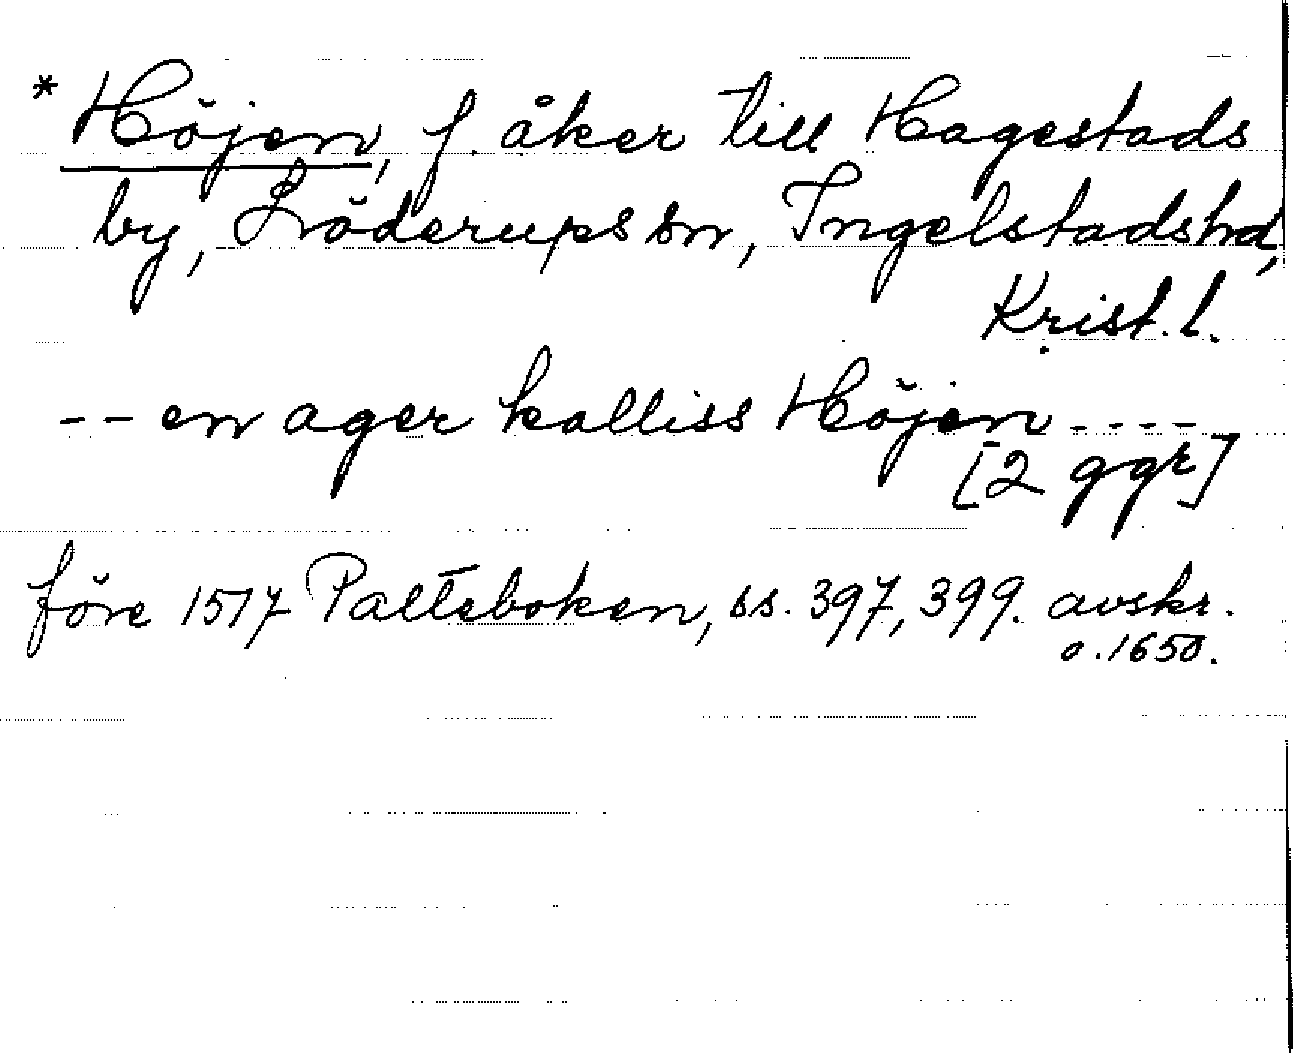 * Höjen, f. åker till Hagestads
by, Löderups sn, Ingelstads hd,
Krist. l.
-- en ager kalliss Höjen ----
[2 ggr]
före 1517 Palteboken, ss. 397, 399. avskr.
o. 1650.